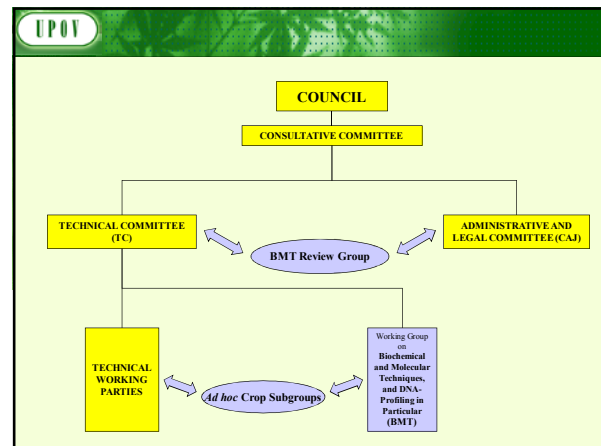 UPOV
COUNCIL
CONSULTATIVE COMMITTEE
TECHNICAL COMMITTEE
(TC)
ADMINISTRATIVE AND
LEGAL COMMITTEE (CAJ)
BMT Review Group
TECHNICAL
WORKING
PARTIES
Ad hoc Crop Subgroups
Working Group
on
Biochemical
and Molecular
Techniques,
and DNA-
Profiling in
Particular
(BMT)